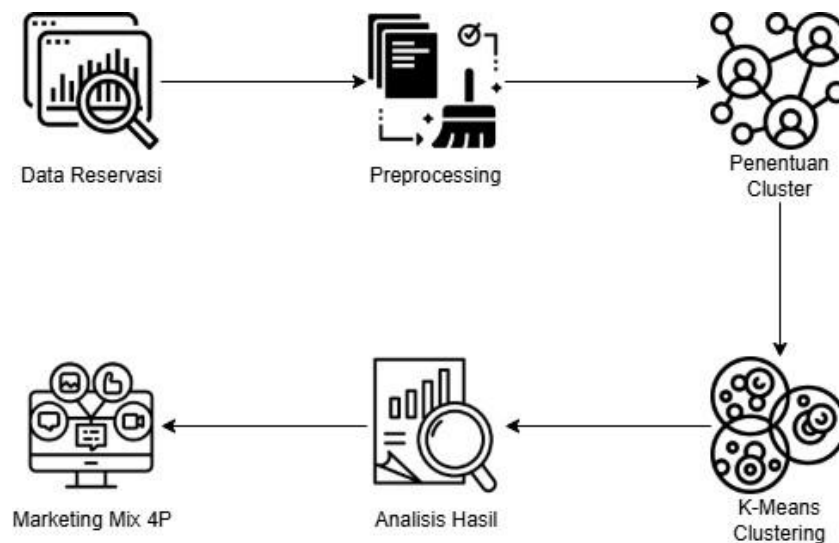 Data Reservasi
Preprocessing
Penentuan
Cluster
K-Means
Clustering
Analisis Hasil
Marketing Mix 4P